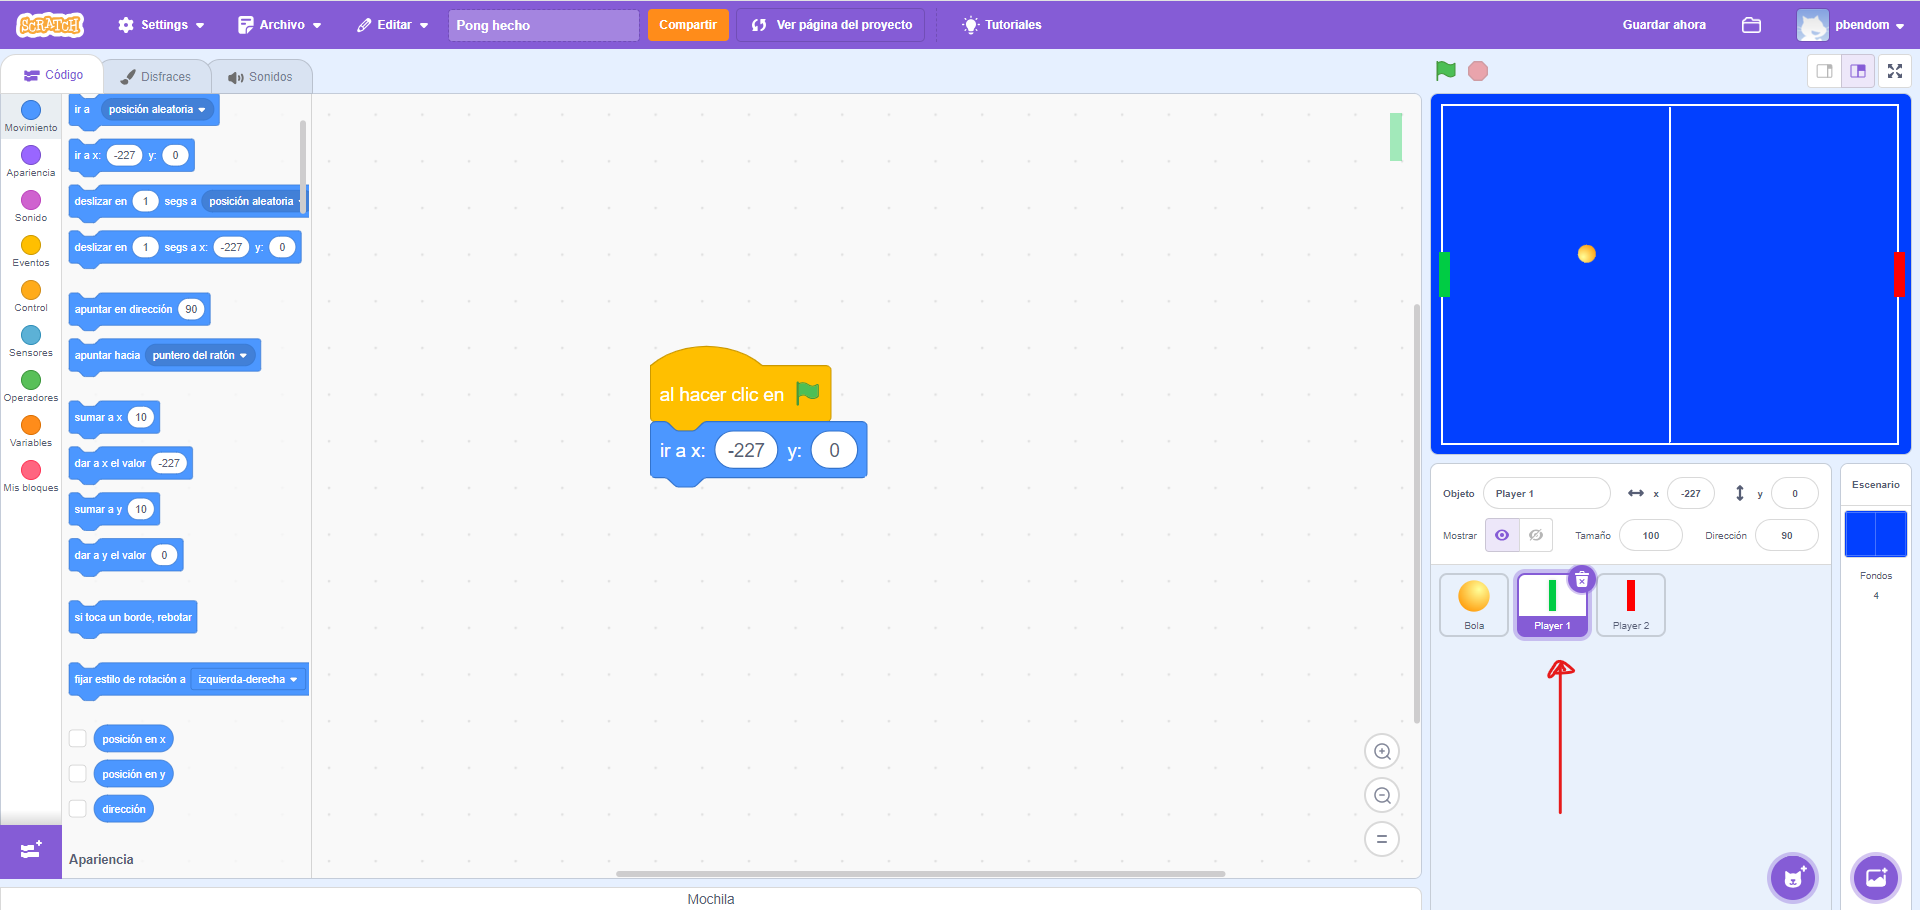 SCRATCH
Settings
Archivo
Editar
Pong hecho
Compartir
Ver página del proyecto
Tutoriales
Guardar ahora
pbendom
Código
Disfraces
Sonidos
Movimiento
Apariencia
Sonido
Eventos
Control
Sensores
Operadores
Variables
Mis bloques
ir a posición aleatoria
ir a x: -227 y: 0
deslizar en 1 segs a posición aleatoria
deslizar en 1 segs a x: -227 y: 0
apuntar en dirección 90
apuntar hacia puntero del ratón
sumar a x 10
dar a x el valor -227
sumar a y 10
dar a y el valor 0
si toca un borde, rebotar
fijar estilo de rotación a izquierda-derecha
posición en x
posición en y
dirección
Apariencia
al hacer clic en
ir a x: -227 y: 0
Objeto Player 1 x -227 y 0
Mostrar Tamaño 100 Dirección 90
Bola
Player 1
Player 2
Escenario
Fondos
4
Mochila